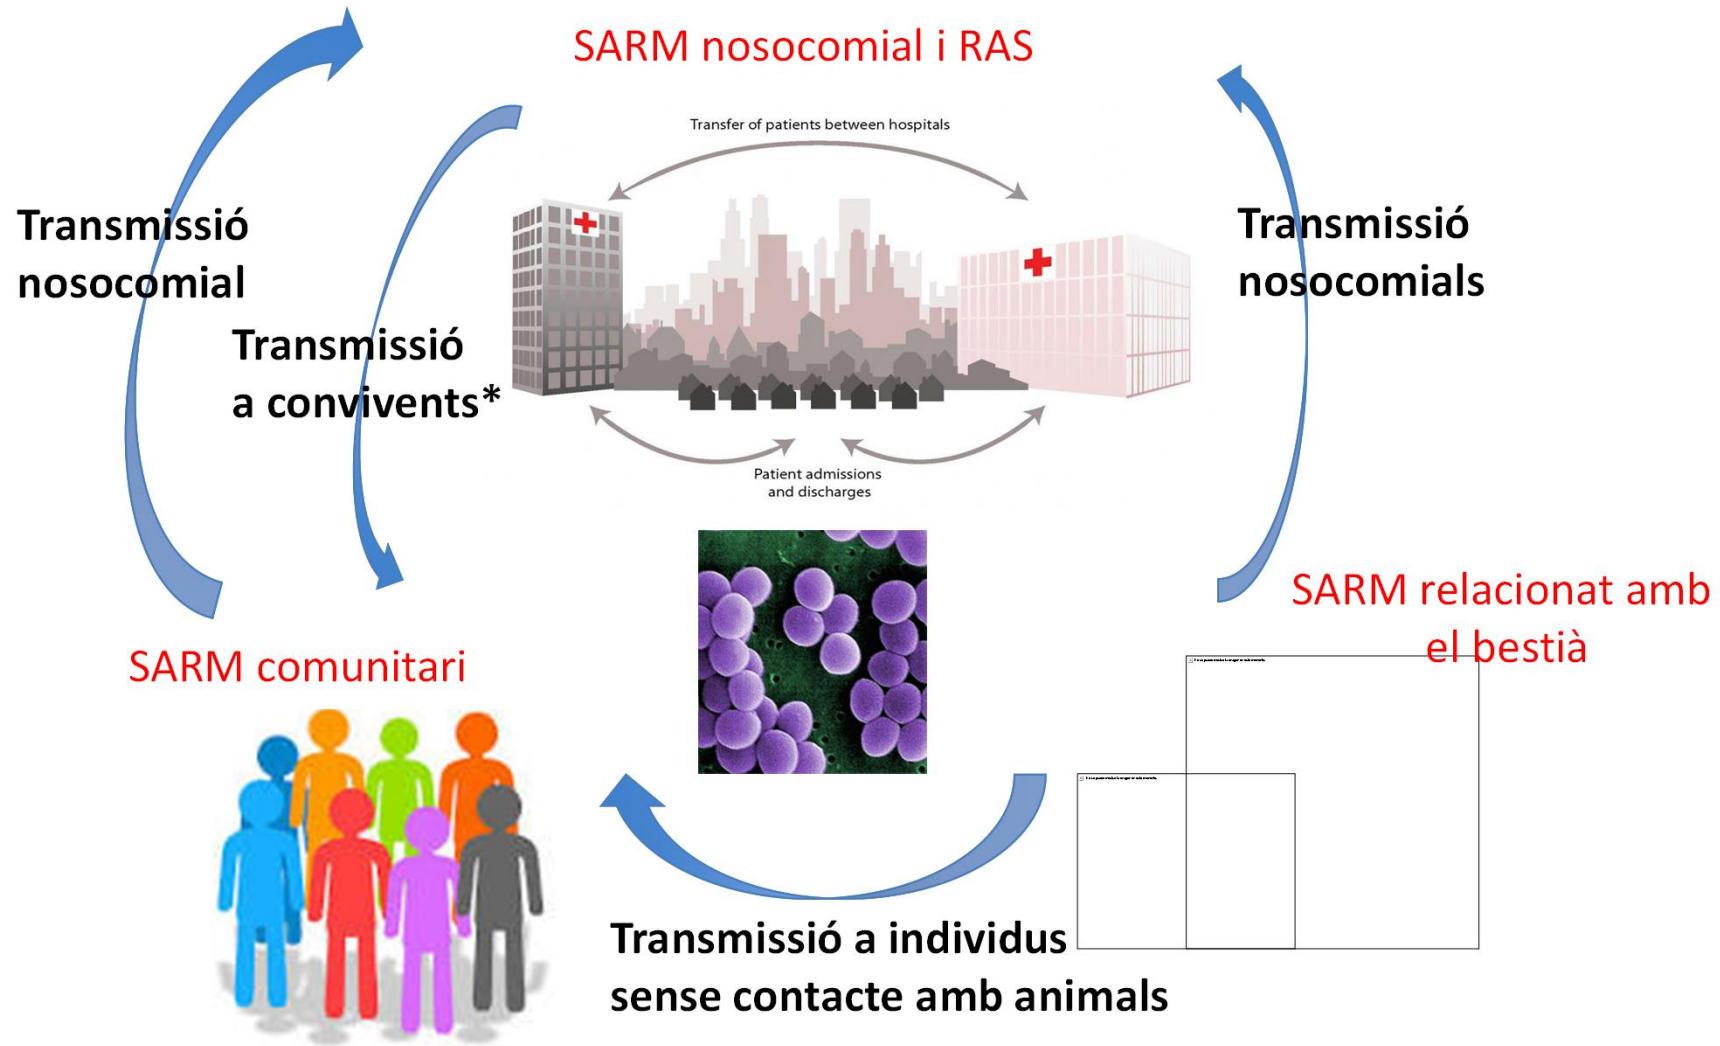 SARM nosocomial i RAS
Transfer of patients between hospitals
Transmissió
nosocomial
Transmissió
nosocomials
Transmissió
a convivents*
Patient admissions
and discharges
SARM relacionat amb
el bestià
SARM comunitari
Transmissió a individus
sense contacte amb animals